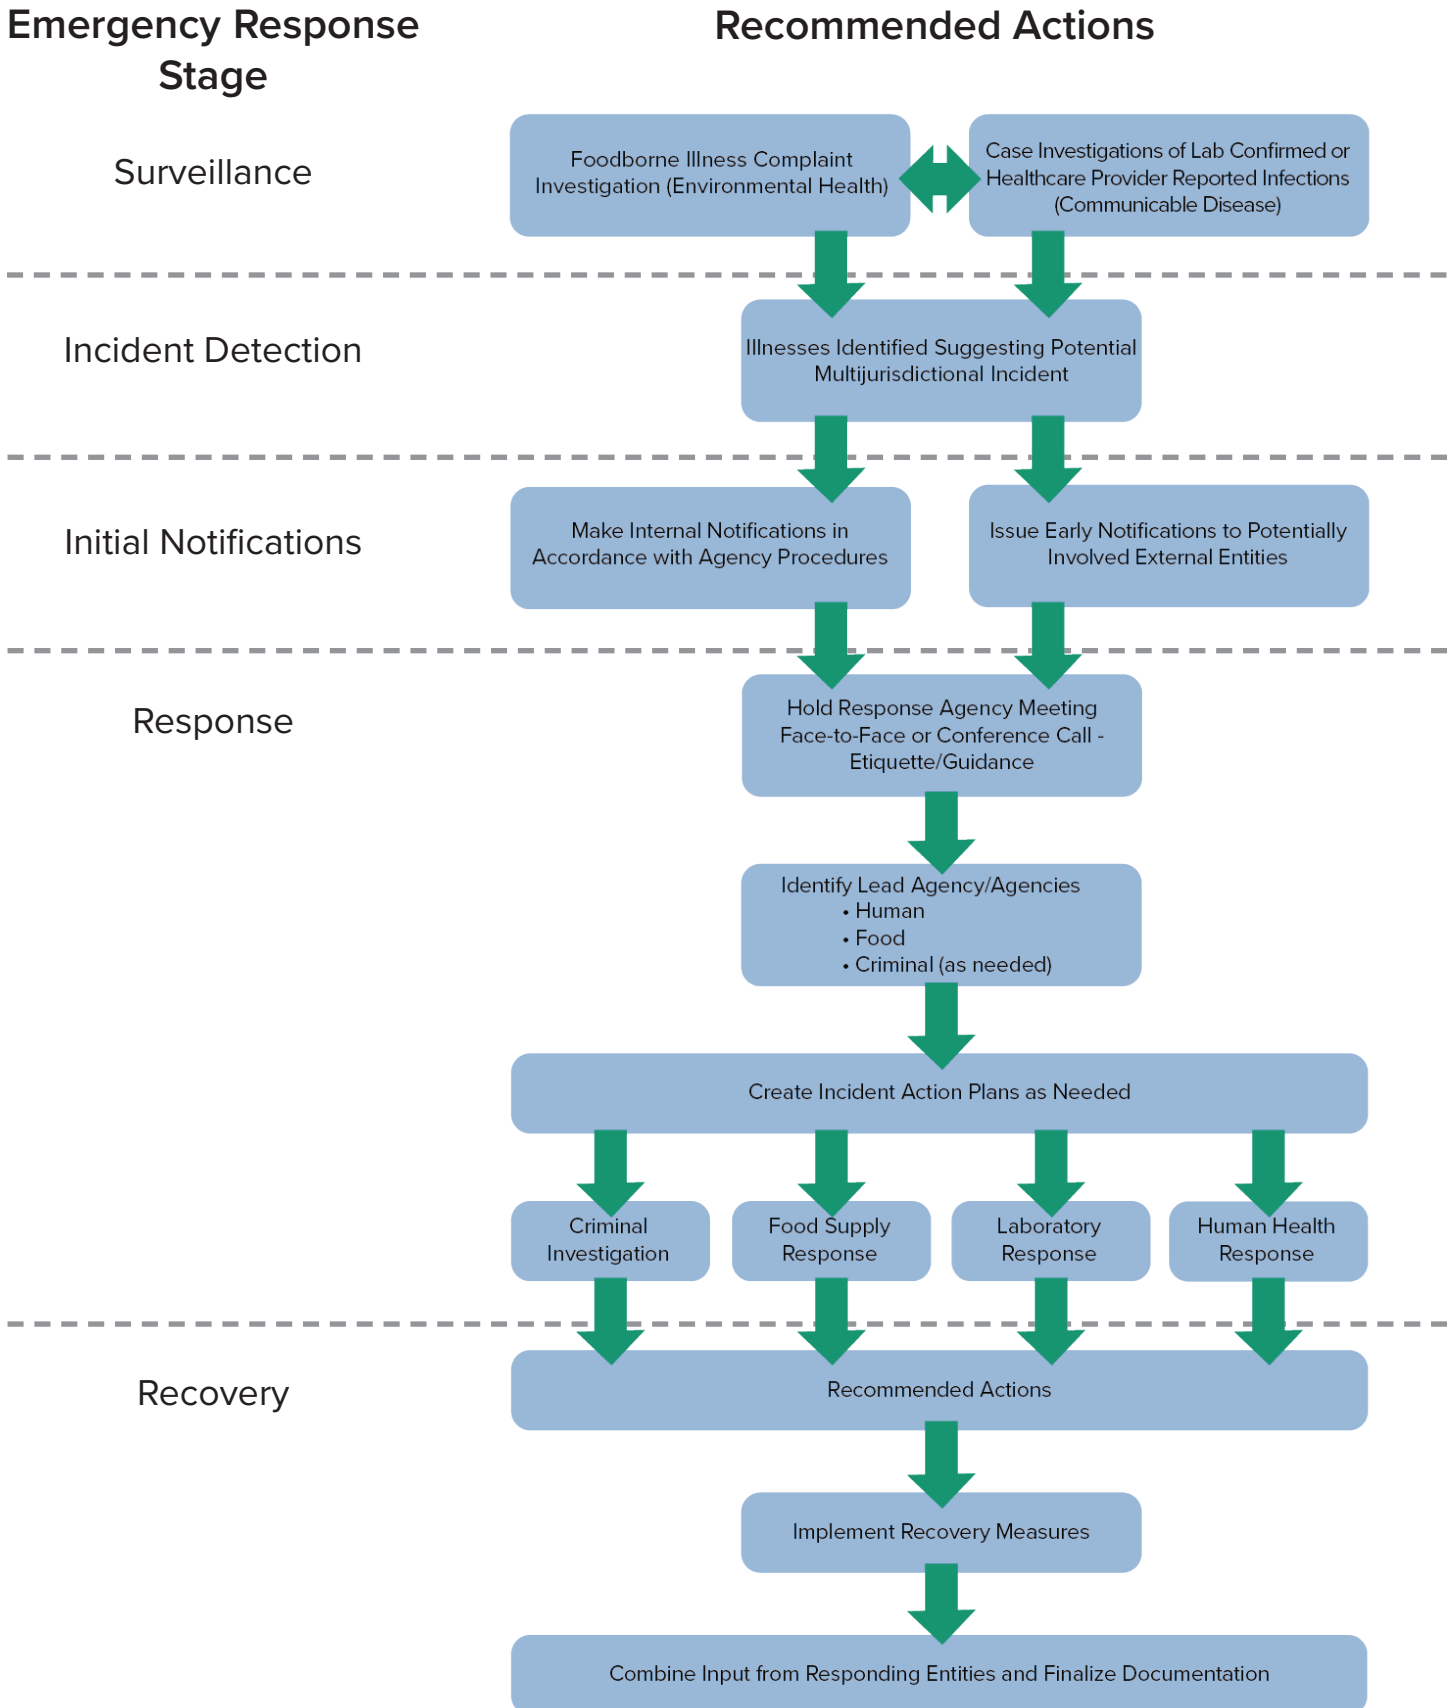 Emergency Response
Stage
Recommended Actions
Surveillance
Foodborne Illness Complaint
Investigation (Environmental Health)
Case Investigations of Lab Confirmed or
Healthcare Provider Reported Infections
(Communicable Disease)
Incident Detection
Illnesses Identified Suggesting Potential
Multijurisdictional Incident
Initial Notifications
Make Internal Notifications in
Accordance with Agency Procedures
Issue Early Notifications to Potentially
Involved External Entities
Response
Hold Response Agency Meeting
Face-to-Face or Conference Call -
Etiquette/Guidance
Identify Lead Agency/Agencies
• Human
• Food
• Criminal (as needed)
Create Incident Action Plans as Needed
Criminal
Investigation
Food Supply
Response
Laboratory
Response
Human Health
Response
Recovery
Recommended Actions
Implement Recovery Measures
Combine Input from Responding Entities and Finalize Documentation